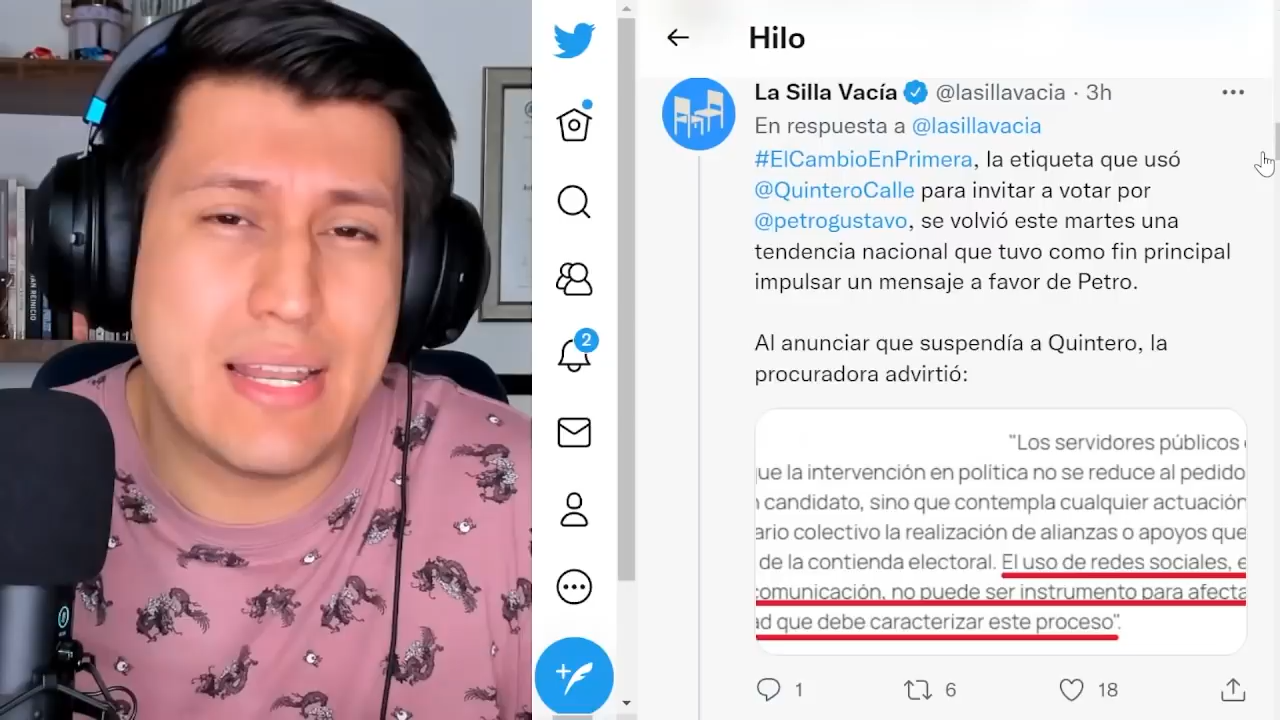 Hilo
La Silla Vacía @lasillavacia · 3h
En respuesta a @lasillavacia
#ElCambioEnPrimera, la etiqueta que usó
@QuinteroCalle para invitar a votar por
@petrogustavo, se volvió este martes una
tendencia nacional que tuvo como fin principal
impulsar un mensaje a favor de Petro.
Al anunciar que suspendía a Quintero, la
procuradora advirtió:
"Los servidores públicos
que la intervención en política no se reduce al pedido
candidato, sino que contempla cualquier actuación
ario colectivo la realización de alianzas o apoyos que
de la contienda electoral. El uso de redes sociales, e
comunicación, no puede ser instrumento para afecta
ad que debe caracterizar este proceso".
1 6 18
2
AN REINICIO